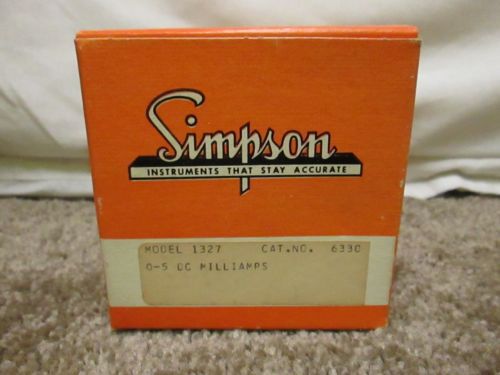 Simpson
INSTRUMENTS THAT STAY ACCURATE
MODEL 1327 CAT.NO. 6330
0-5 DC MILLIAMPS